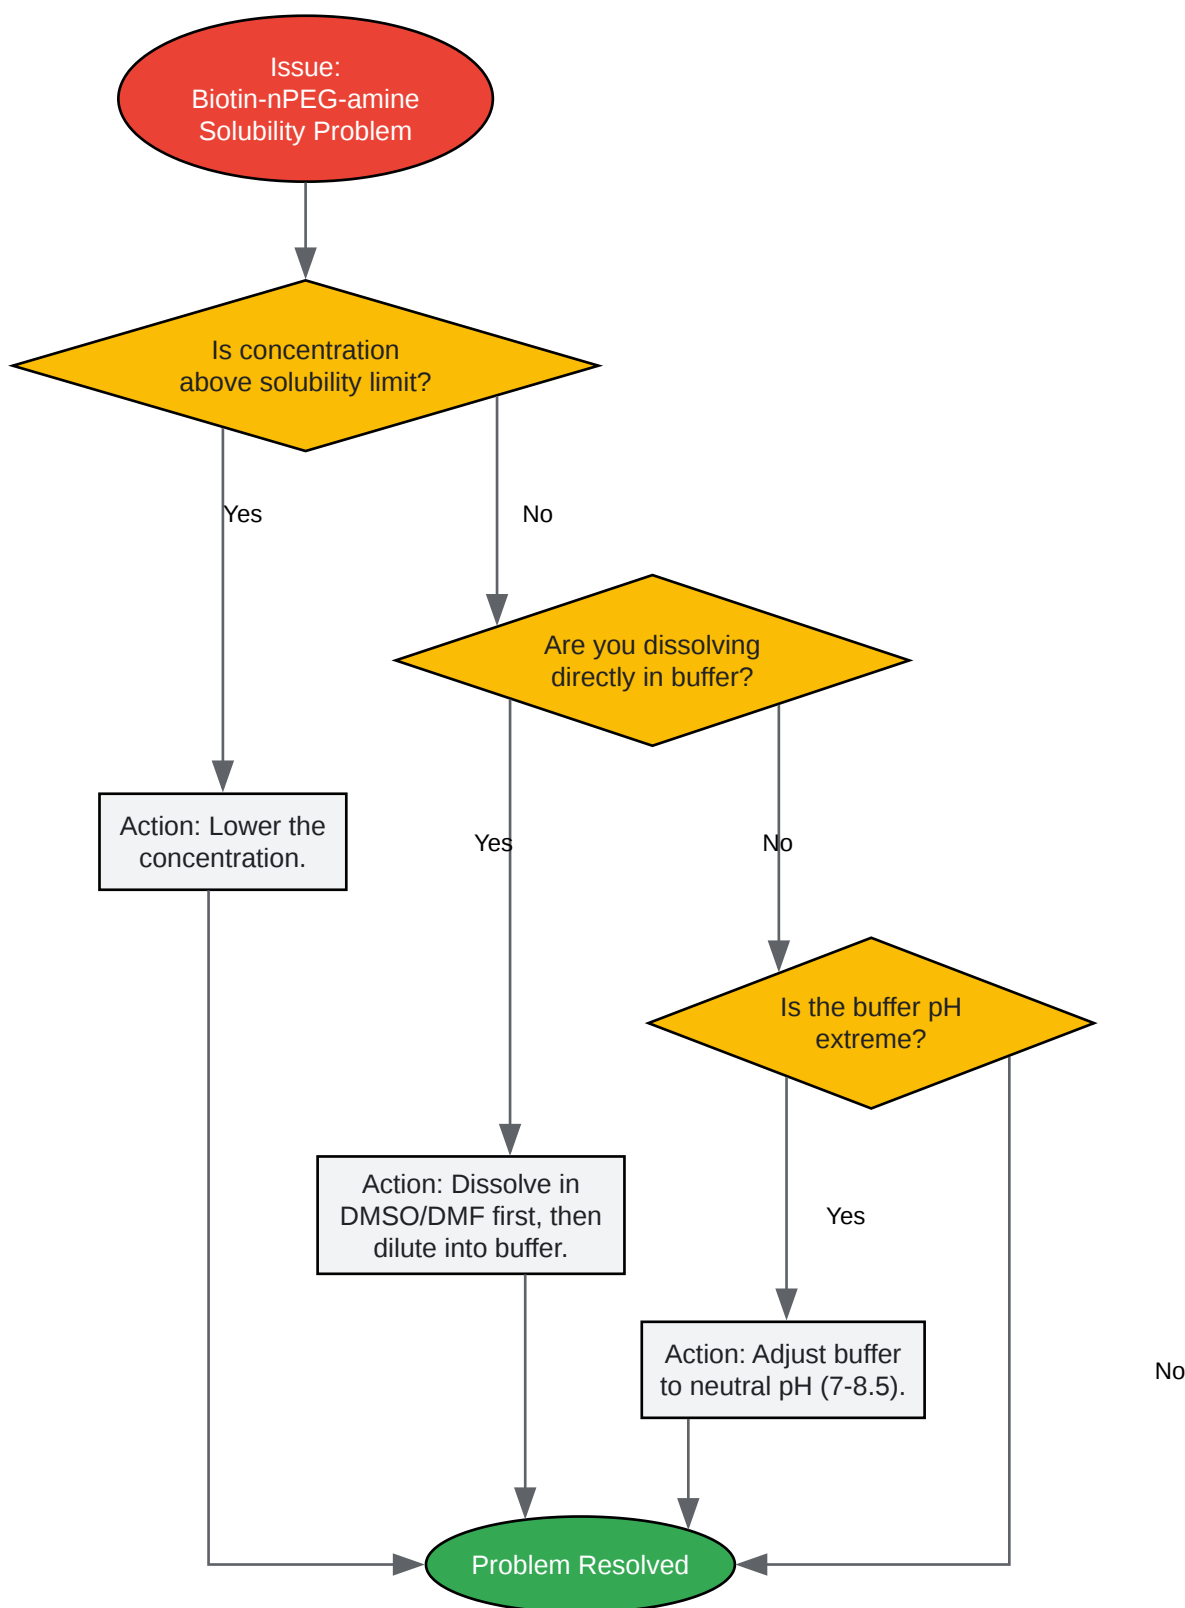 Issue:
Biotin-nPEG-amine
Solubility Problem
Is concentration
above solubility limit?
Yes
No
Are you dissolving
directly in buffer?
Action: Lower the
concentration.
Yes
No
Is the buffer pH
extreme?
Action: Dissolve in
DMSO/DMF first, then
dilute into buffer.
Yes
Action: Adjust buffer
to neutral pH (7-8.5).
No
Problem Resolved